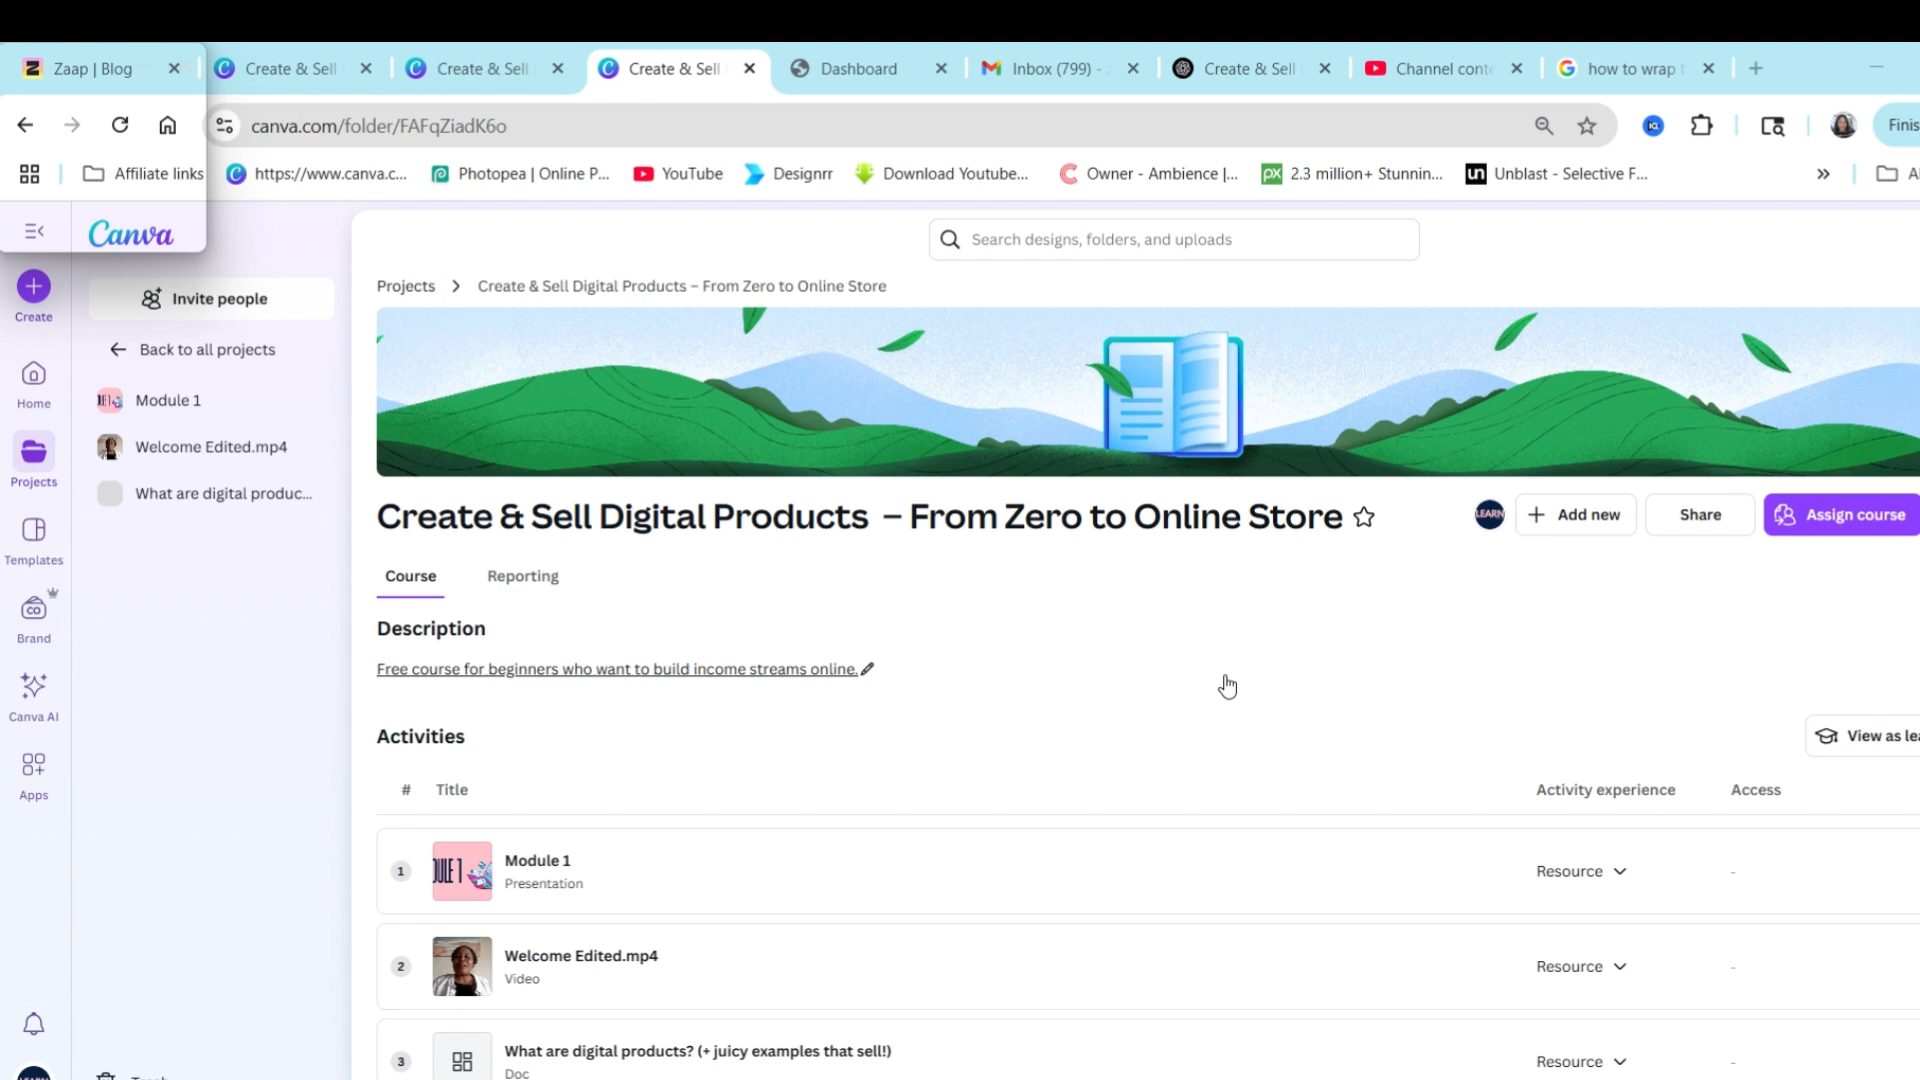 Zaap | Blog
Create & Sell
Create & Sell
Create & Sell
Dashboard
Inbox (799) -
Create & Sell
Channel conte
how to wrap t
canva.com/folder/FAFqZiadK6o
Finis
Affiliate links
https://www.canva.c...
Photopea | Online P...
YouTube
Designrr
Download Youtube...
Owner - Ambience |...
2.3 million+ Stunnin...
Unblast - Selective F...
Canva
Search designs, folders, and uploads
Create
Invite people
Projects > Create & Sell Digital Products – From Zero to Online Store
Back to all projects
Home
Module 1
Projects
Welcome Edited.mp4
What are digital produc...
Create & Sell Digital Products – From Zero to Online Store
LEARN
+ Add new
Share
Assign course
Templates
Course
Reporting
CO
Brand
Description
Free course for beginners who want to build income streams online.
Canva AI
Activities
View as lea
Apps
# Title
Activity experience
Access
1
Module 1
Presentation
Resource
-
2
Welcome Edited.mp4
Video
Resource
-
3
What are digital products? (+ juicy examples that sell!)
Doc
Resource
-